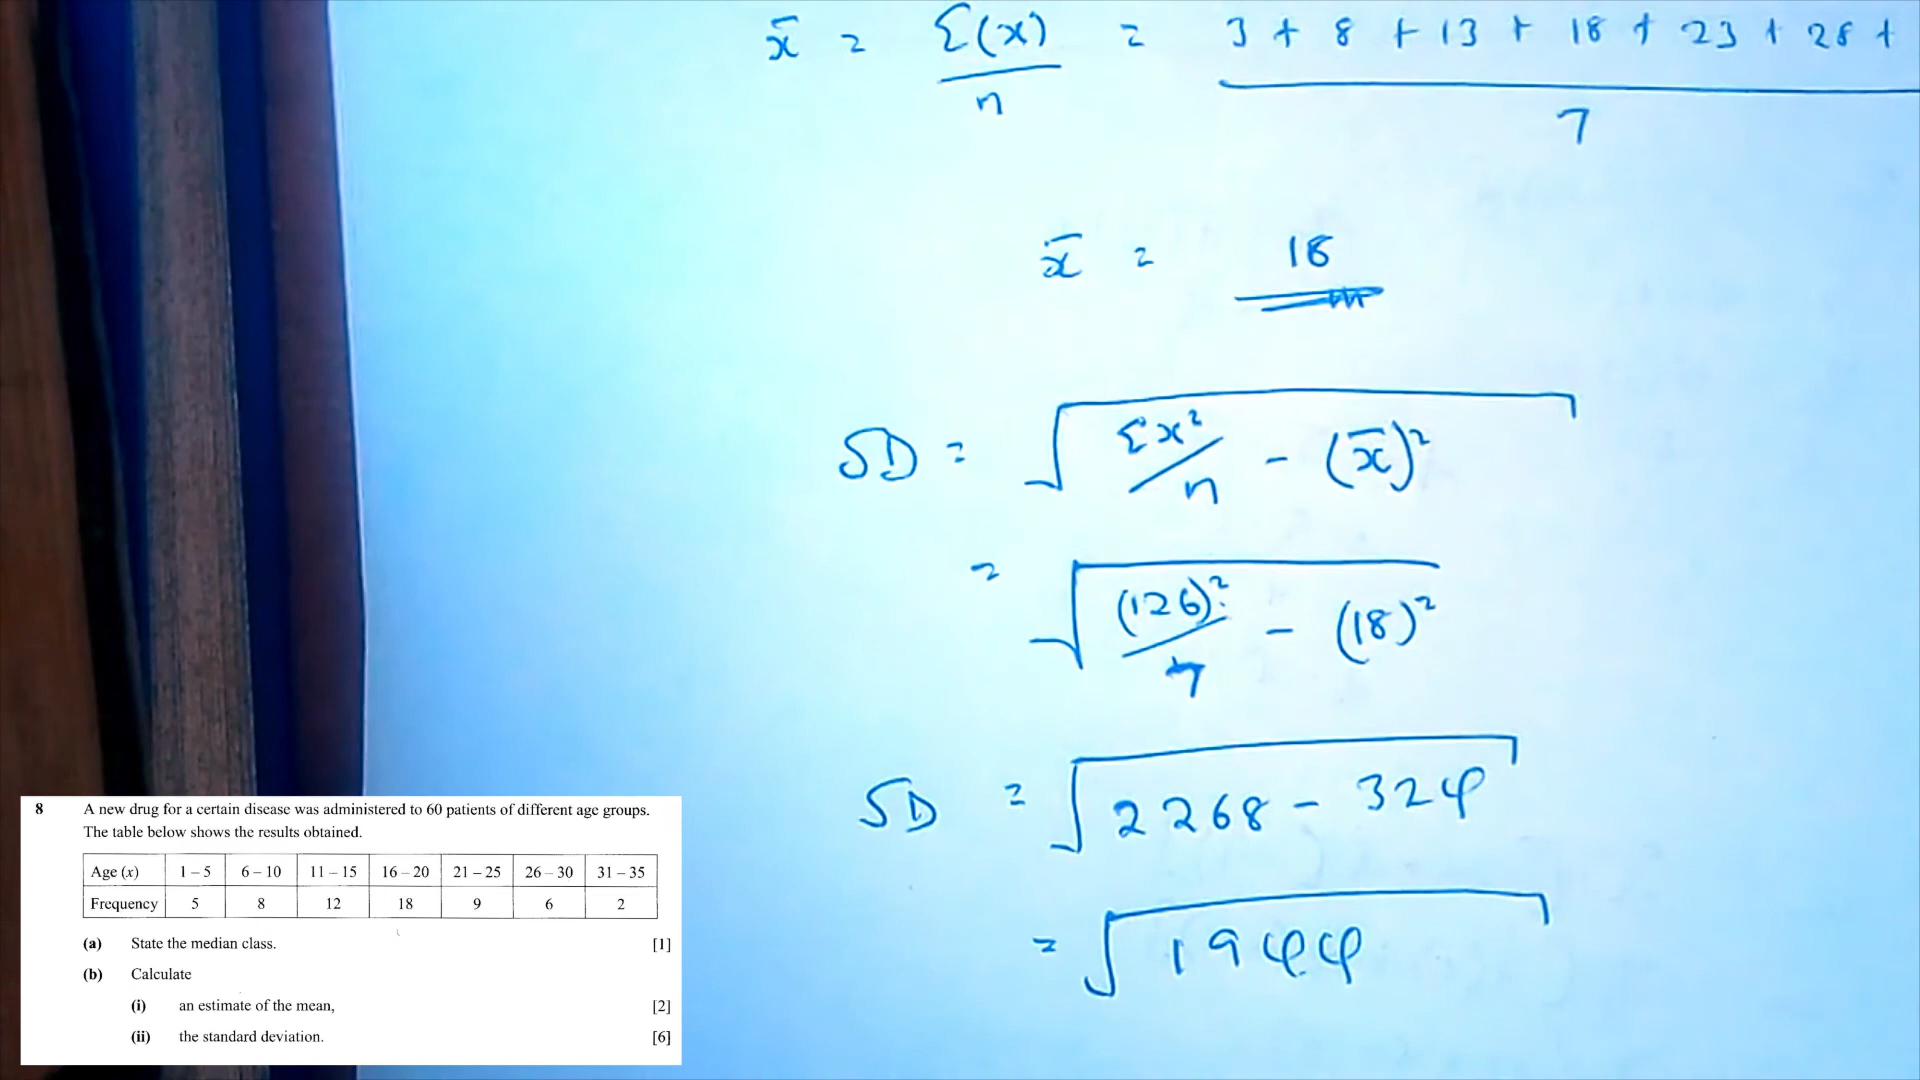 x̄ = Σ(x)/n = 3 + 8 + 13 + 18 + 23 + 28 + / 7
x̄ = 18
SD = √(Σx²/n - (x̄)²)
= √((126)²/7 - (18)²)
SD = √(2268 - 324)
= √1944
8 A new drug for a certain disease was administered to 60 patients of different age groups.
The table below shows the results obtained.
Age (x) 1 – 5 6 – 10 11 – 15 16 – 20 21 – 25 26 – 30 31 – 35
Frequency 5 8 12 18 9 6 2
(a) State the median class. [1]
(b) Calculate
(i) an estimate of the mean, [2]
(ii) the standard deviation. [6]